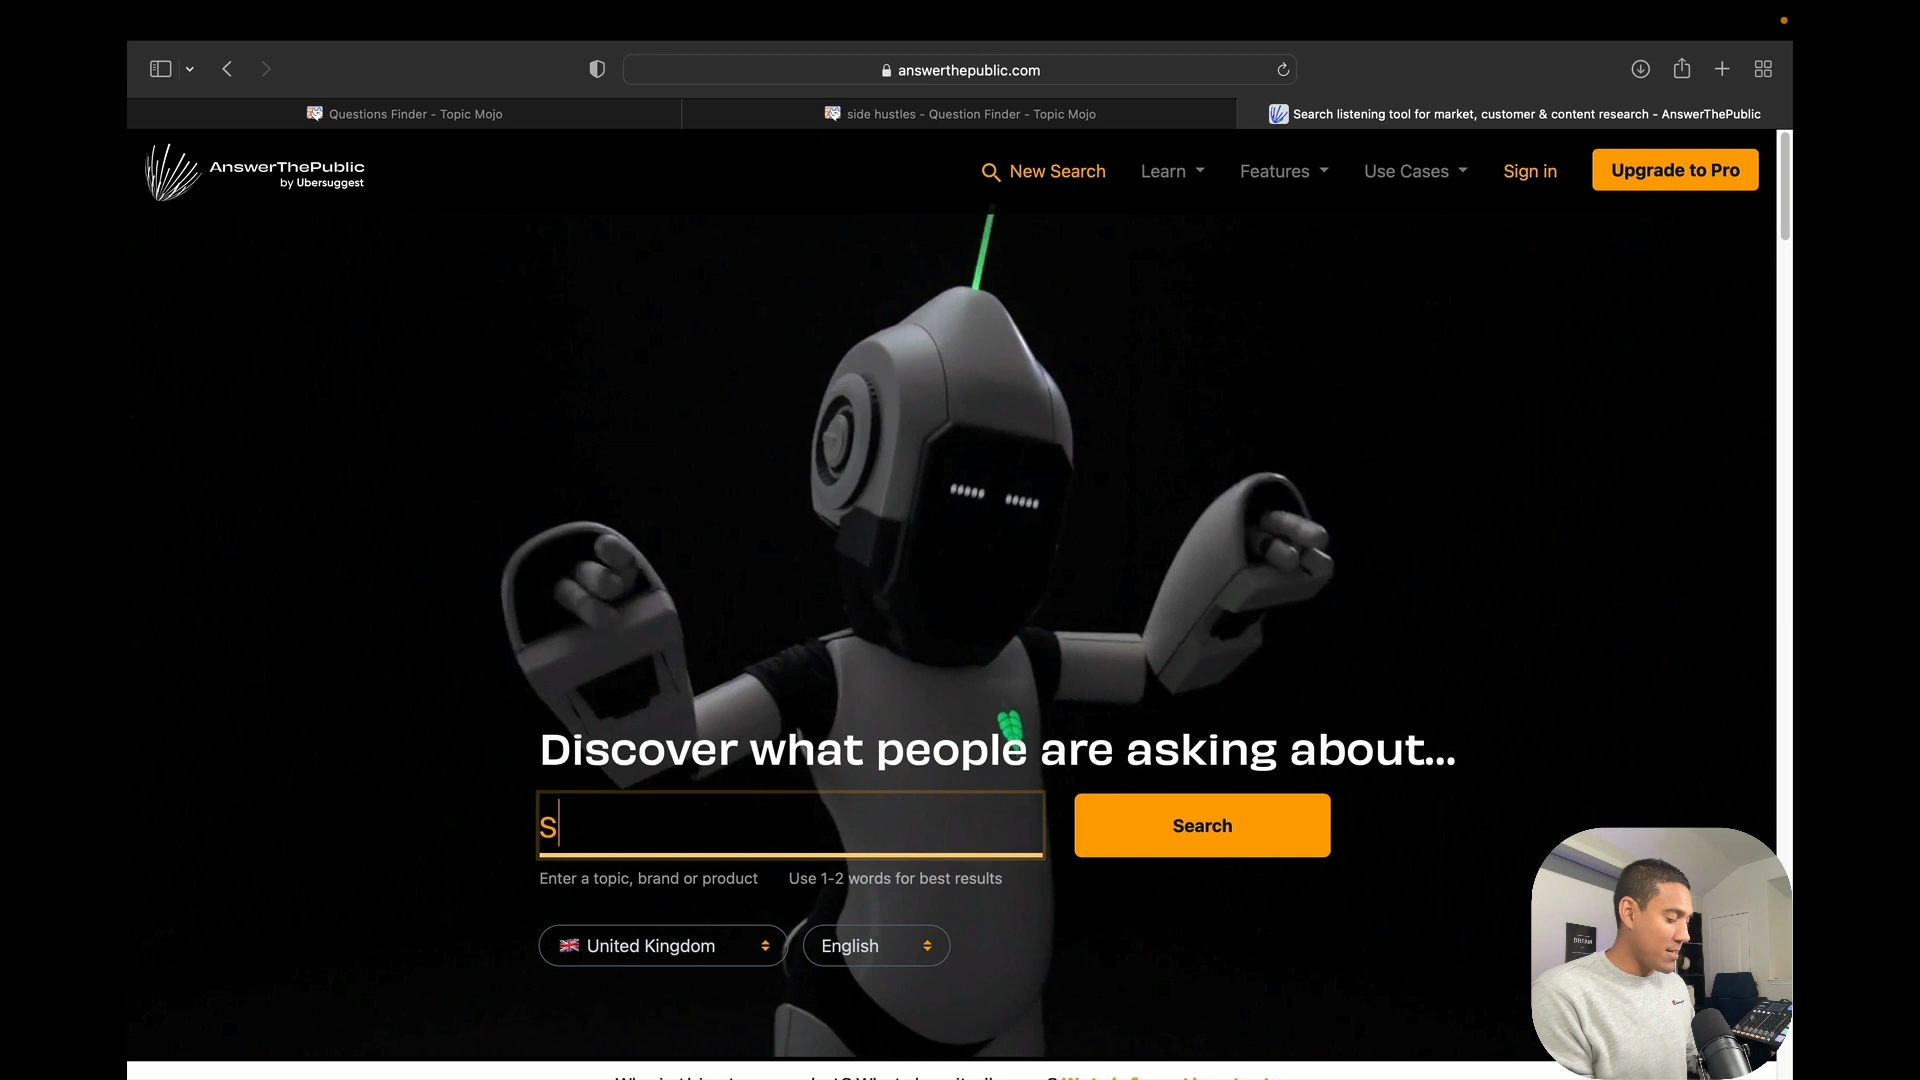 answerthepublic.com
Questions Finder - Topic Mojo
side hustles - Question Finder - Topic Mojo
Search listening tool for market, customer & content research - AnswerThePublic
AnswerThePublic
by Ubersuggest
New Search
Learn
Features
Use Cases
Sign in
Upgrade to Pro
Discover what people are asking about...
S
Search
Enter a topic, brand or product
Use 1-2 words for best results
United Kingdom
English
DREAM